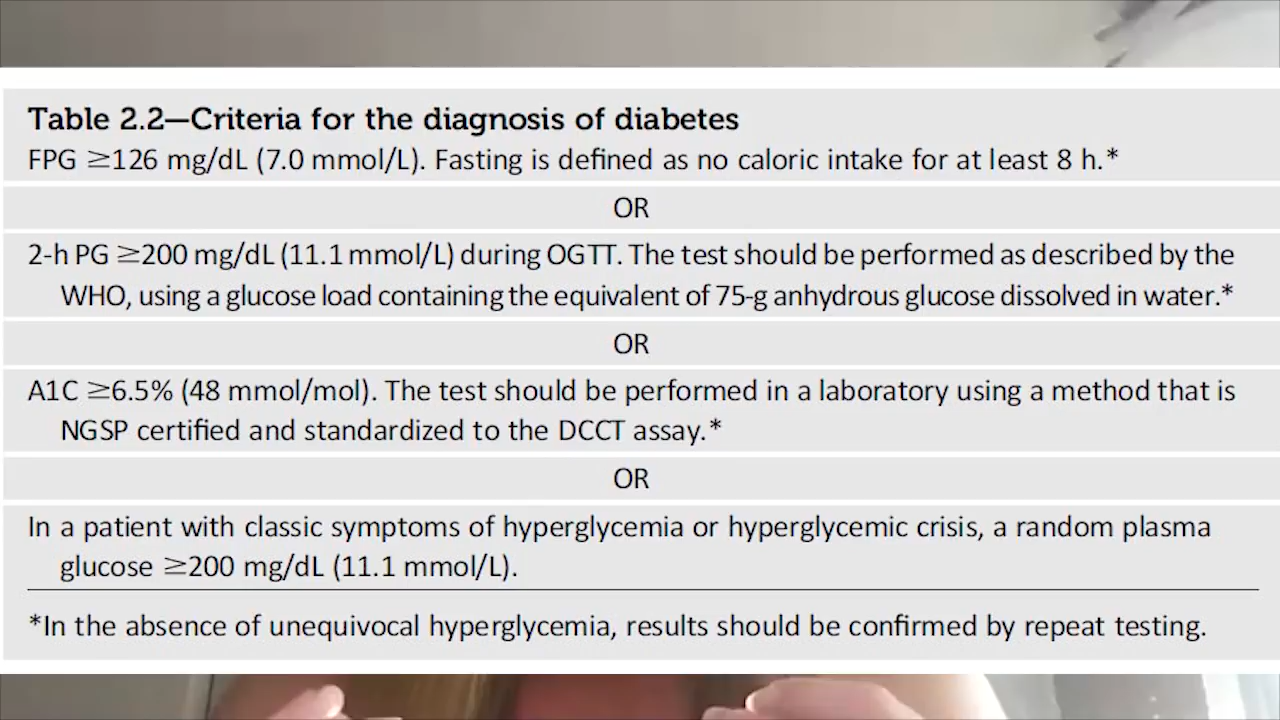 Table 2.2—Criteria for the diagnosis of diabetes
FPG ≥126 mg/dL (7.0 mmol/L). Fasting is defined as no caloric intake for at least 8 h.*
OR
2-h PG ≥200 mg/dL (11.1 mmol/L) during OGTT. The test should be performed as described by the
WHO, using a glucose load containing the equivalent of 75-g anhydrous glucose dissolved in water.*
OR
A1C ≥6.5% (48 mmol/mol). The test should be performed in a laboratory using a method that is
NGSP certified and standardized to the DCCT assay.*
OR
In a patient with classic symptoms of hyperglycemia or hyperglycemic crisis, a random plasma
glucose ≥200 mg/dL (11.1 mmol/L).
*In the absence of unequivocal hyperglycemia, results should be confirmed by repeat testing.